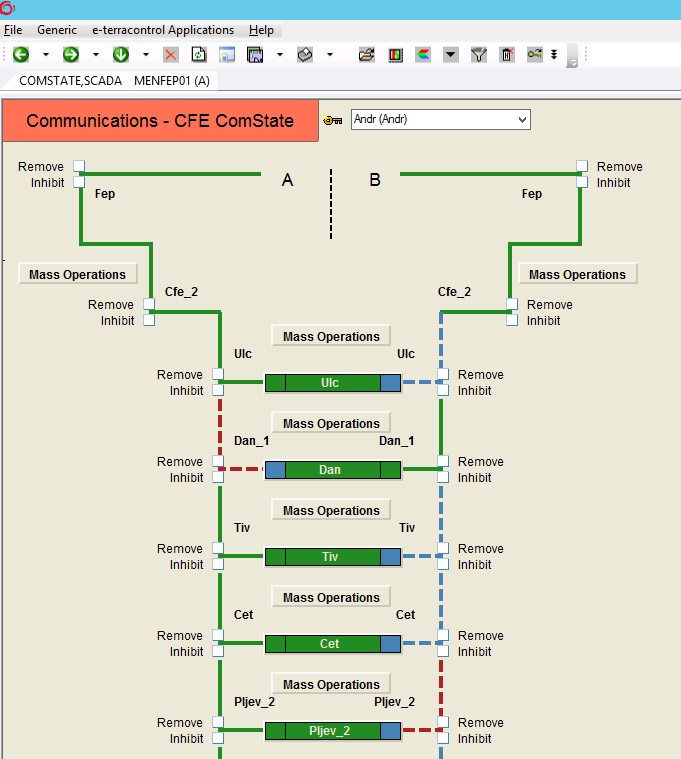 File Generic e-terracontrol Applications Help
COMSTATE,SCADA MENFEP01 (A)
Communications - CFE ComState Andr (Andr)
Remove A B Remove
Inhibit Inhibit
Fep Fep
Mass Operations Mass Operations
Cfe_2 Cfe_2
Remove Remove
Inhibit Inhibit
Mass Operations
Ulc Ulc
Remove Remove
Ulc
Inhibit Inhibit
Mass Operations
Dan_1 Dan_1
Remove Remove
Dan
Inhibit Inhibit
Mass Operations
Tiv Tiv
Remove Remove
Tiv
Inhibit Inhibit
Mass Operations
Cet Cet
Remove Remove
Cet
Inhibit Inhibit
Mass Operations
Pljev_2 Pljev_2
Remove Remove
Pljev_2
Inhibit Inhibit